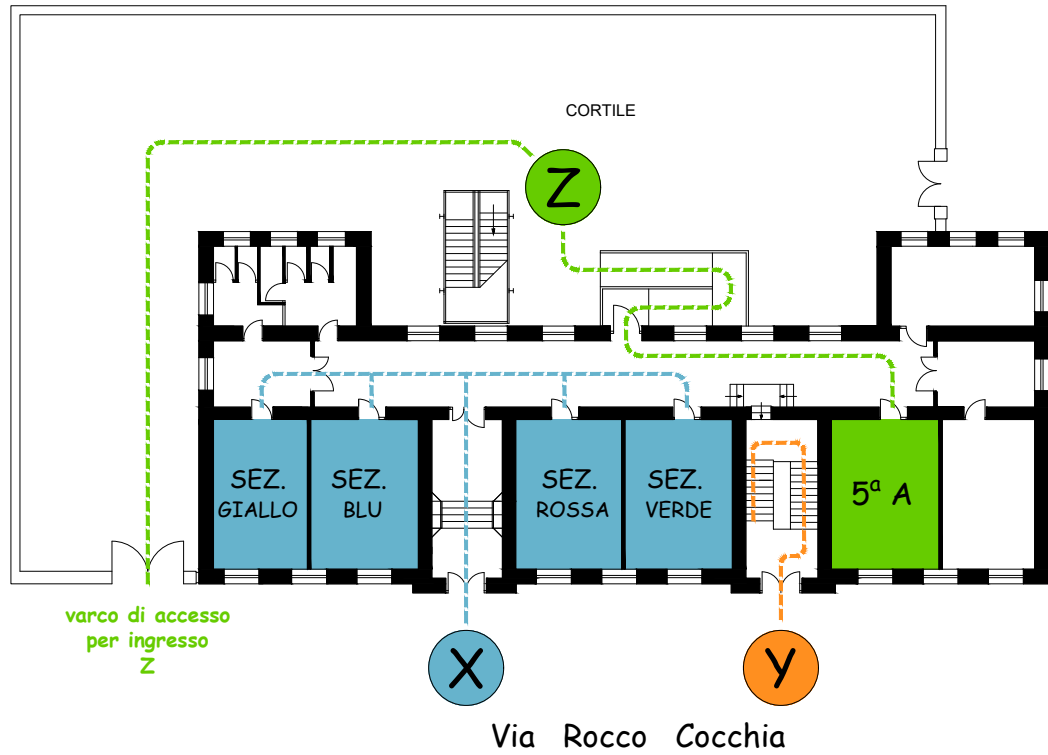 CORTILE
Z
SEZ.
GIALLO
SEZ.
BLU
SEZ.
ROSSA
SEZ.
VERDE
5ª A
varco di accesso
per ingresso
Z
X
Y
Via Rocco Cocchia